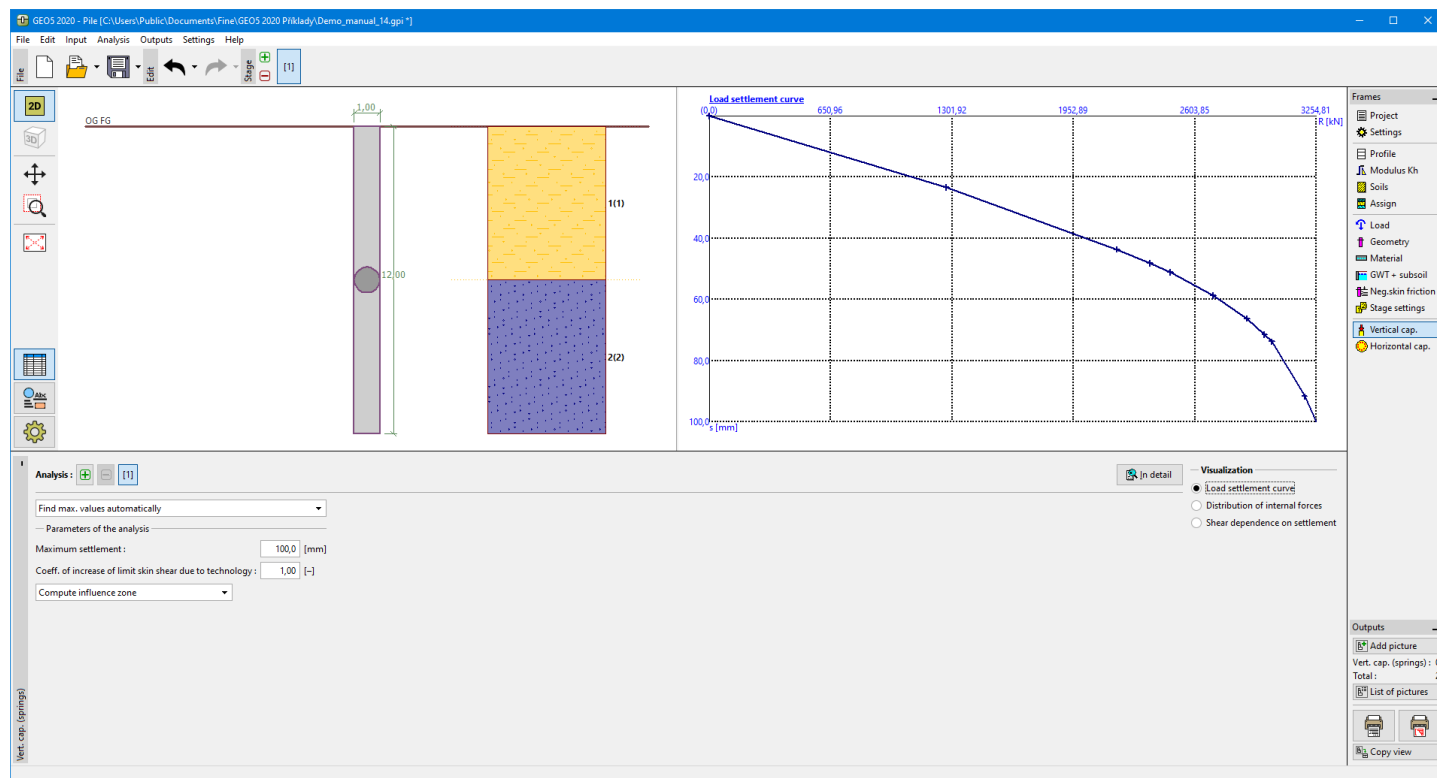 GEO5 2020 - Pile [C:\Users\Public\Documents\Fine\GEO5 2020 Příklady\Demo_manual_14.gpi *]
File Edit Input Analysis Outputs Settings Help
File
Edit
Stage
[1]
2D
3D
OG FG
1,00
12,00
1(1)
2(2)
Load settlement curve
(0,0) 650,96 1301,92 1952,89 2603,85 3254,81
R [kN]
20,0
40,0
60,0
80,0
100,0
s [mm]
Frames
Project
Settings
Profile
Modulus Kh
Soils
Assign
Load
Geometry
Material
GWT + subsoil
Neg.skin friction
Stage settings
Vertical cap.
Horizontal cap.
Abc
Vert. cap. (springs)
Analysis : [1]
In detail
Find max. values automatically
Parameters of the analysis
Maximum settlement : 100,0 [mm]
Coeff. of increase of limit skin shear due to technology : 1,00 [–]
Compute influence zone
Visualization
Load settlement curve
Distribution of internal forces
Shear dependence on settlement
Outputs
Add picture
Vert. cap. (springs) :
Total :
List of pictures
Copy view